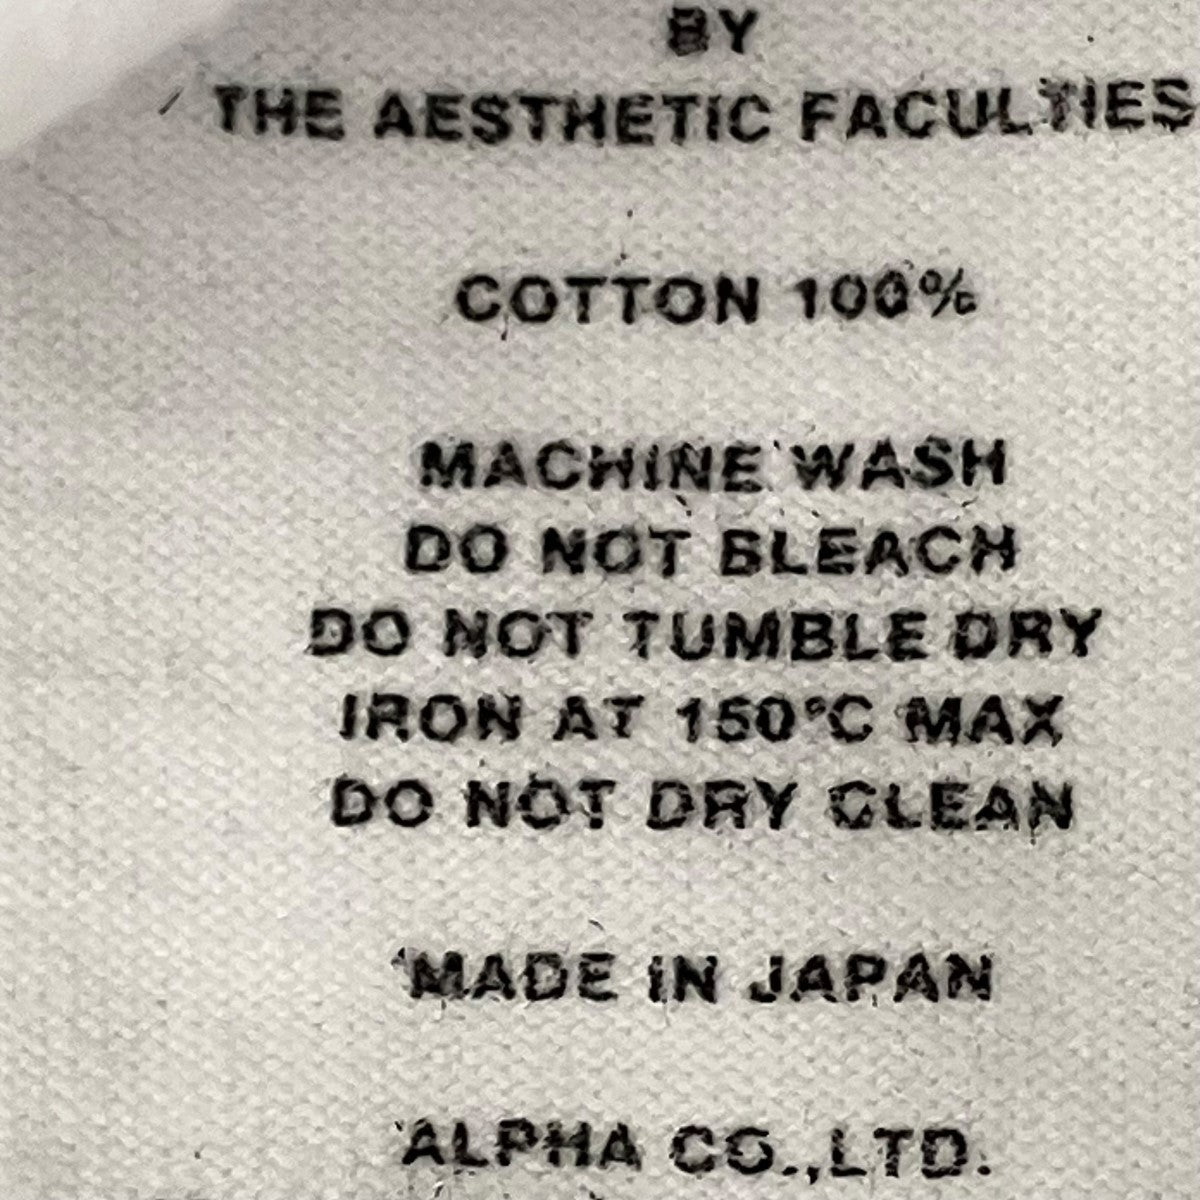 BY
THE AESTHETIC FACULTIES
COTTON 100%
MACHINE WASH
DO NOT BLEACH
DO NOT TUMBLE DRY
IRON AT 150°C MAX
DO NOT DRY CLEAN
MADE IN JAPAN
ALPHA CO.,LTD.